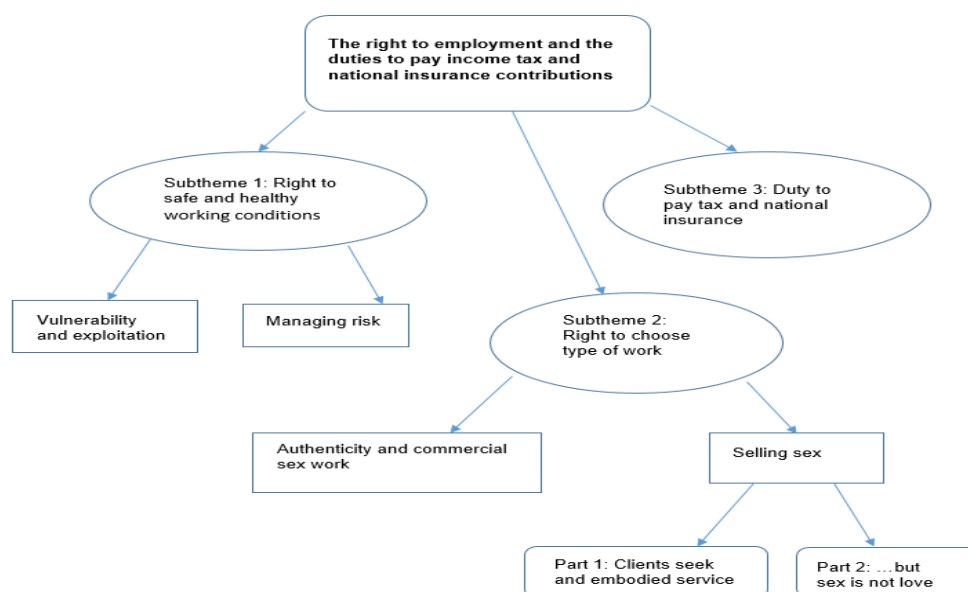 The right to employment and the
duties to pay income tax and
national insurance contributions
Subtheme 1: Right to
safe and healthy
working conditions
Subtheme 3: Duty to
pay tax and national
insurance
Vulnerability
and exploitation
Managing risk
Subtheme 2:
Right to choose
type of work
Authenticity and commercial
sex work
Selling sex
Part 1: Clients seek
and embodied service
Part 2: …but
sex is not love